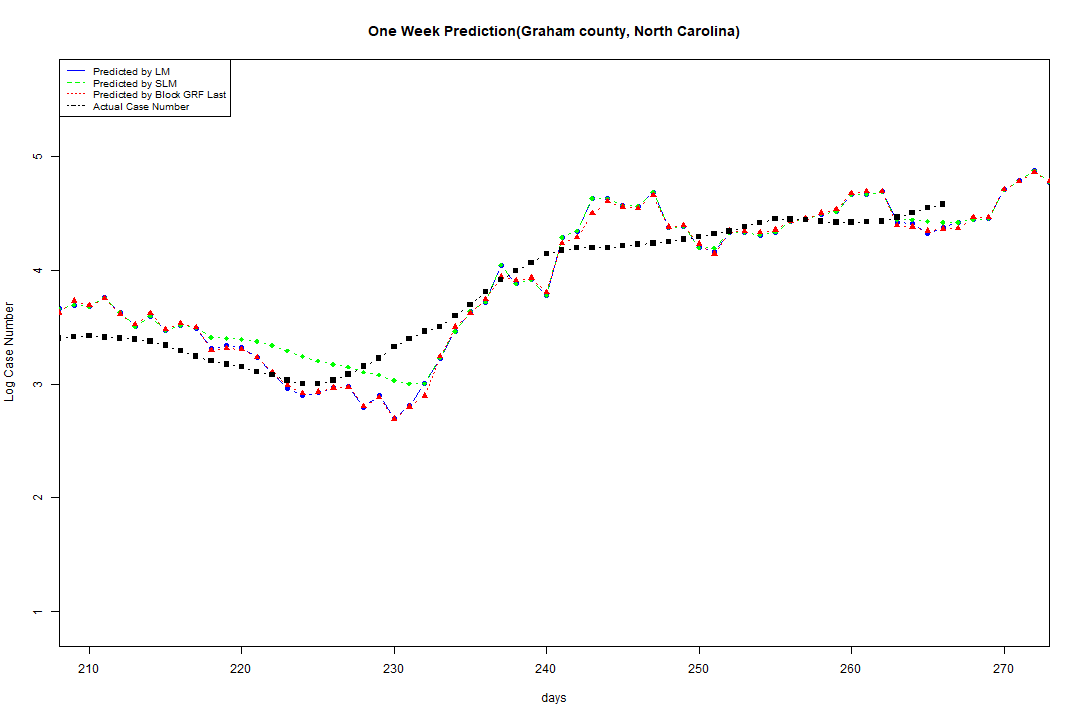 One Week Prediction(Graham county, North Carolina)
Predicted by LM
Predicted by SLM
Predicted by Block GRF Last
Actual Case Number
5
4
3
2
1
Log Case Number
210 220 230 240 250 260 270
days